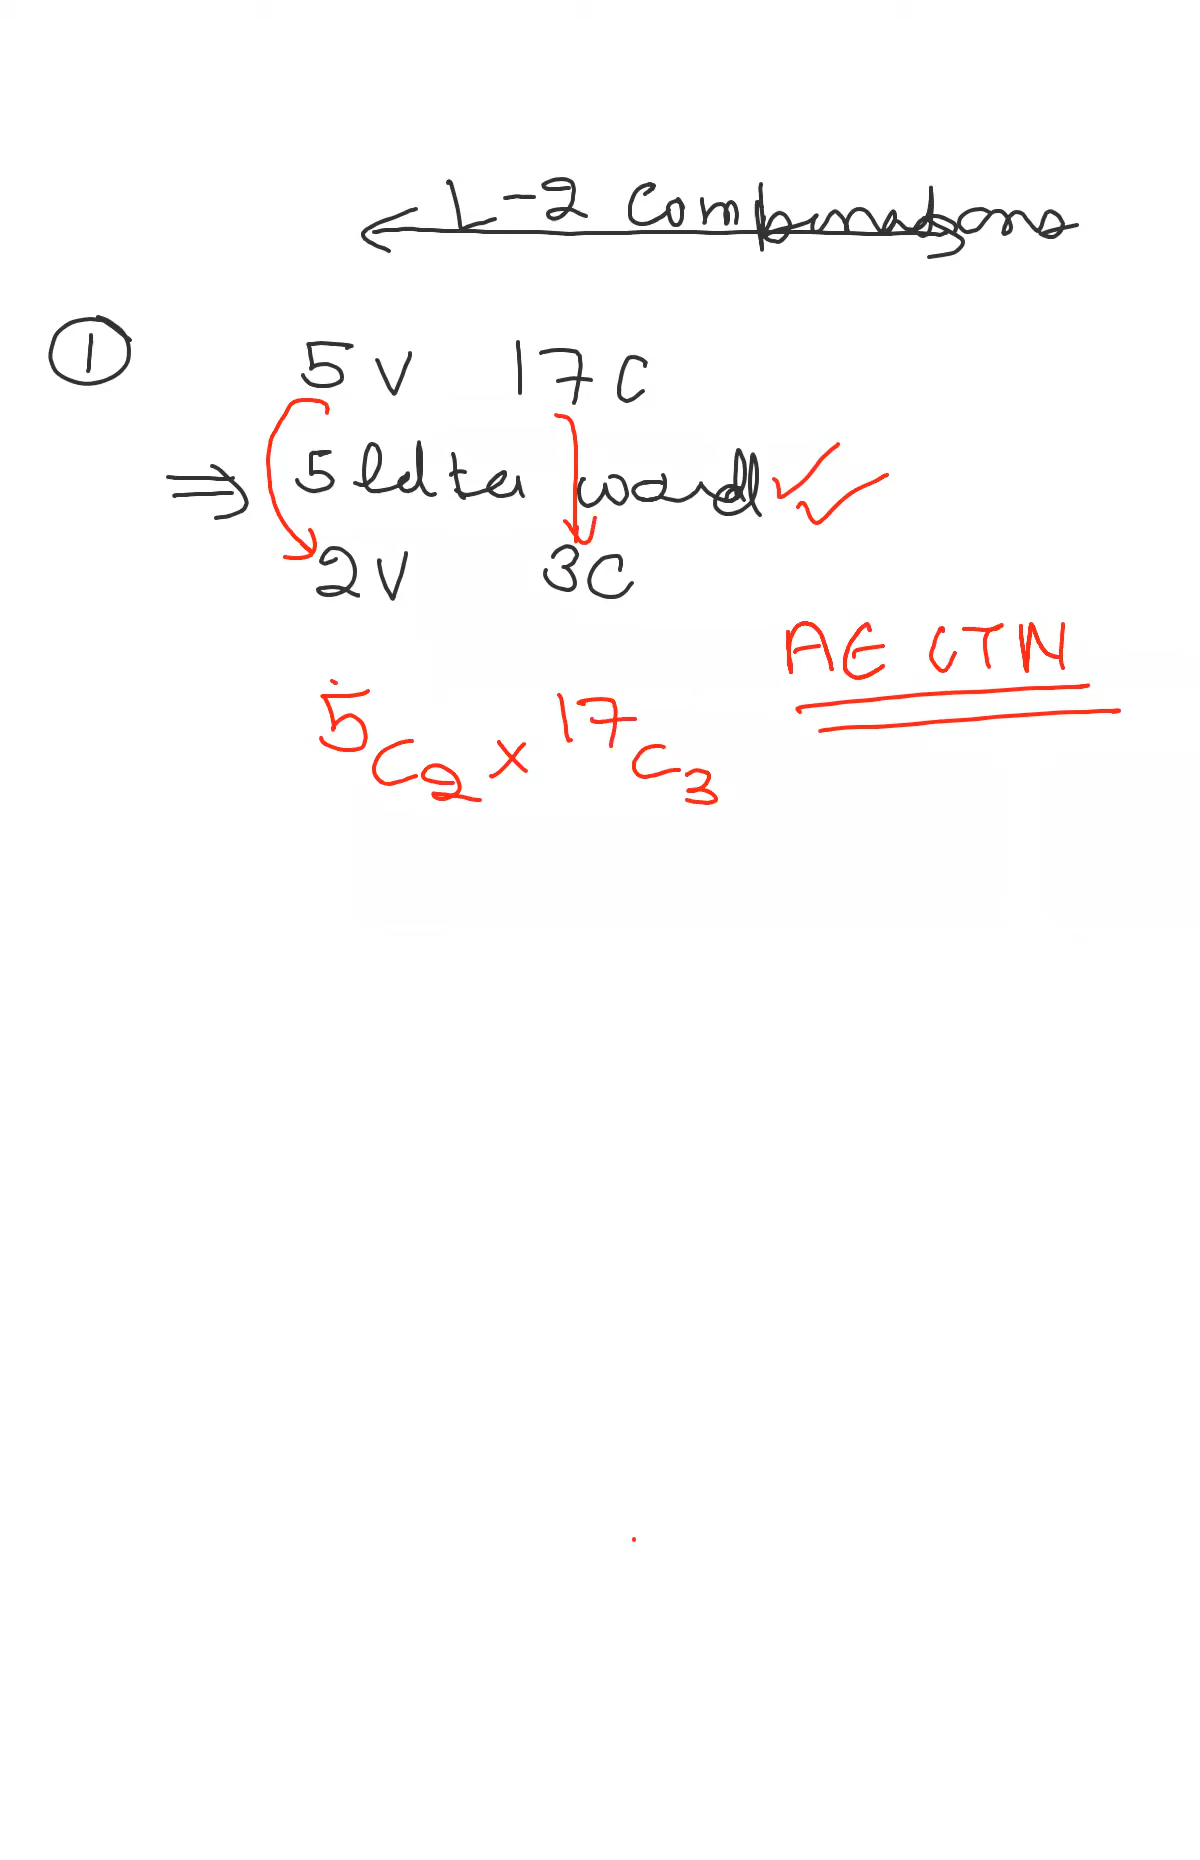 L-2 Combinations
1
5V 17C
⇒ 5 letter word
2V 3C
AE CTN
⁵C₂ × ¹⁷C₃